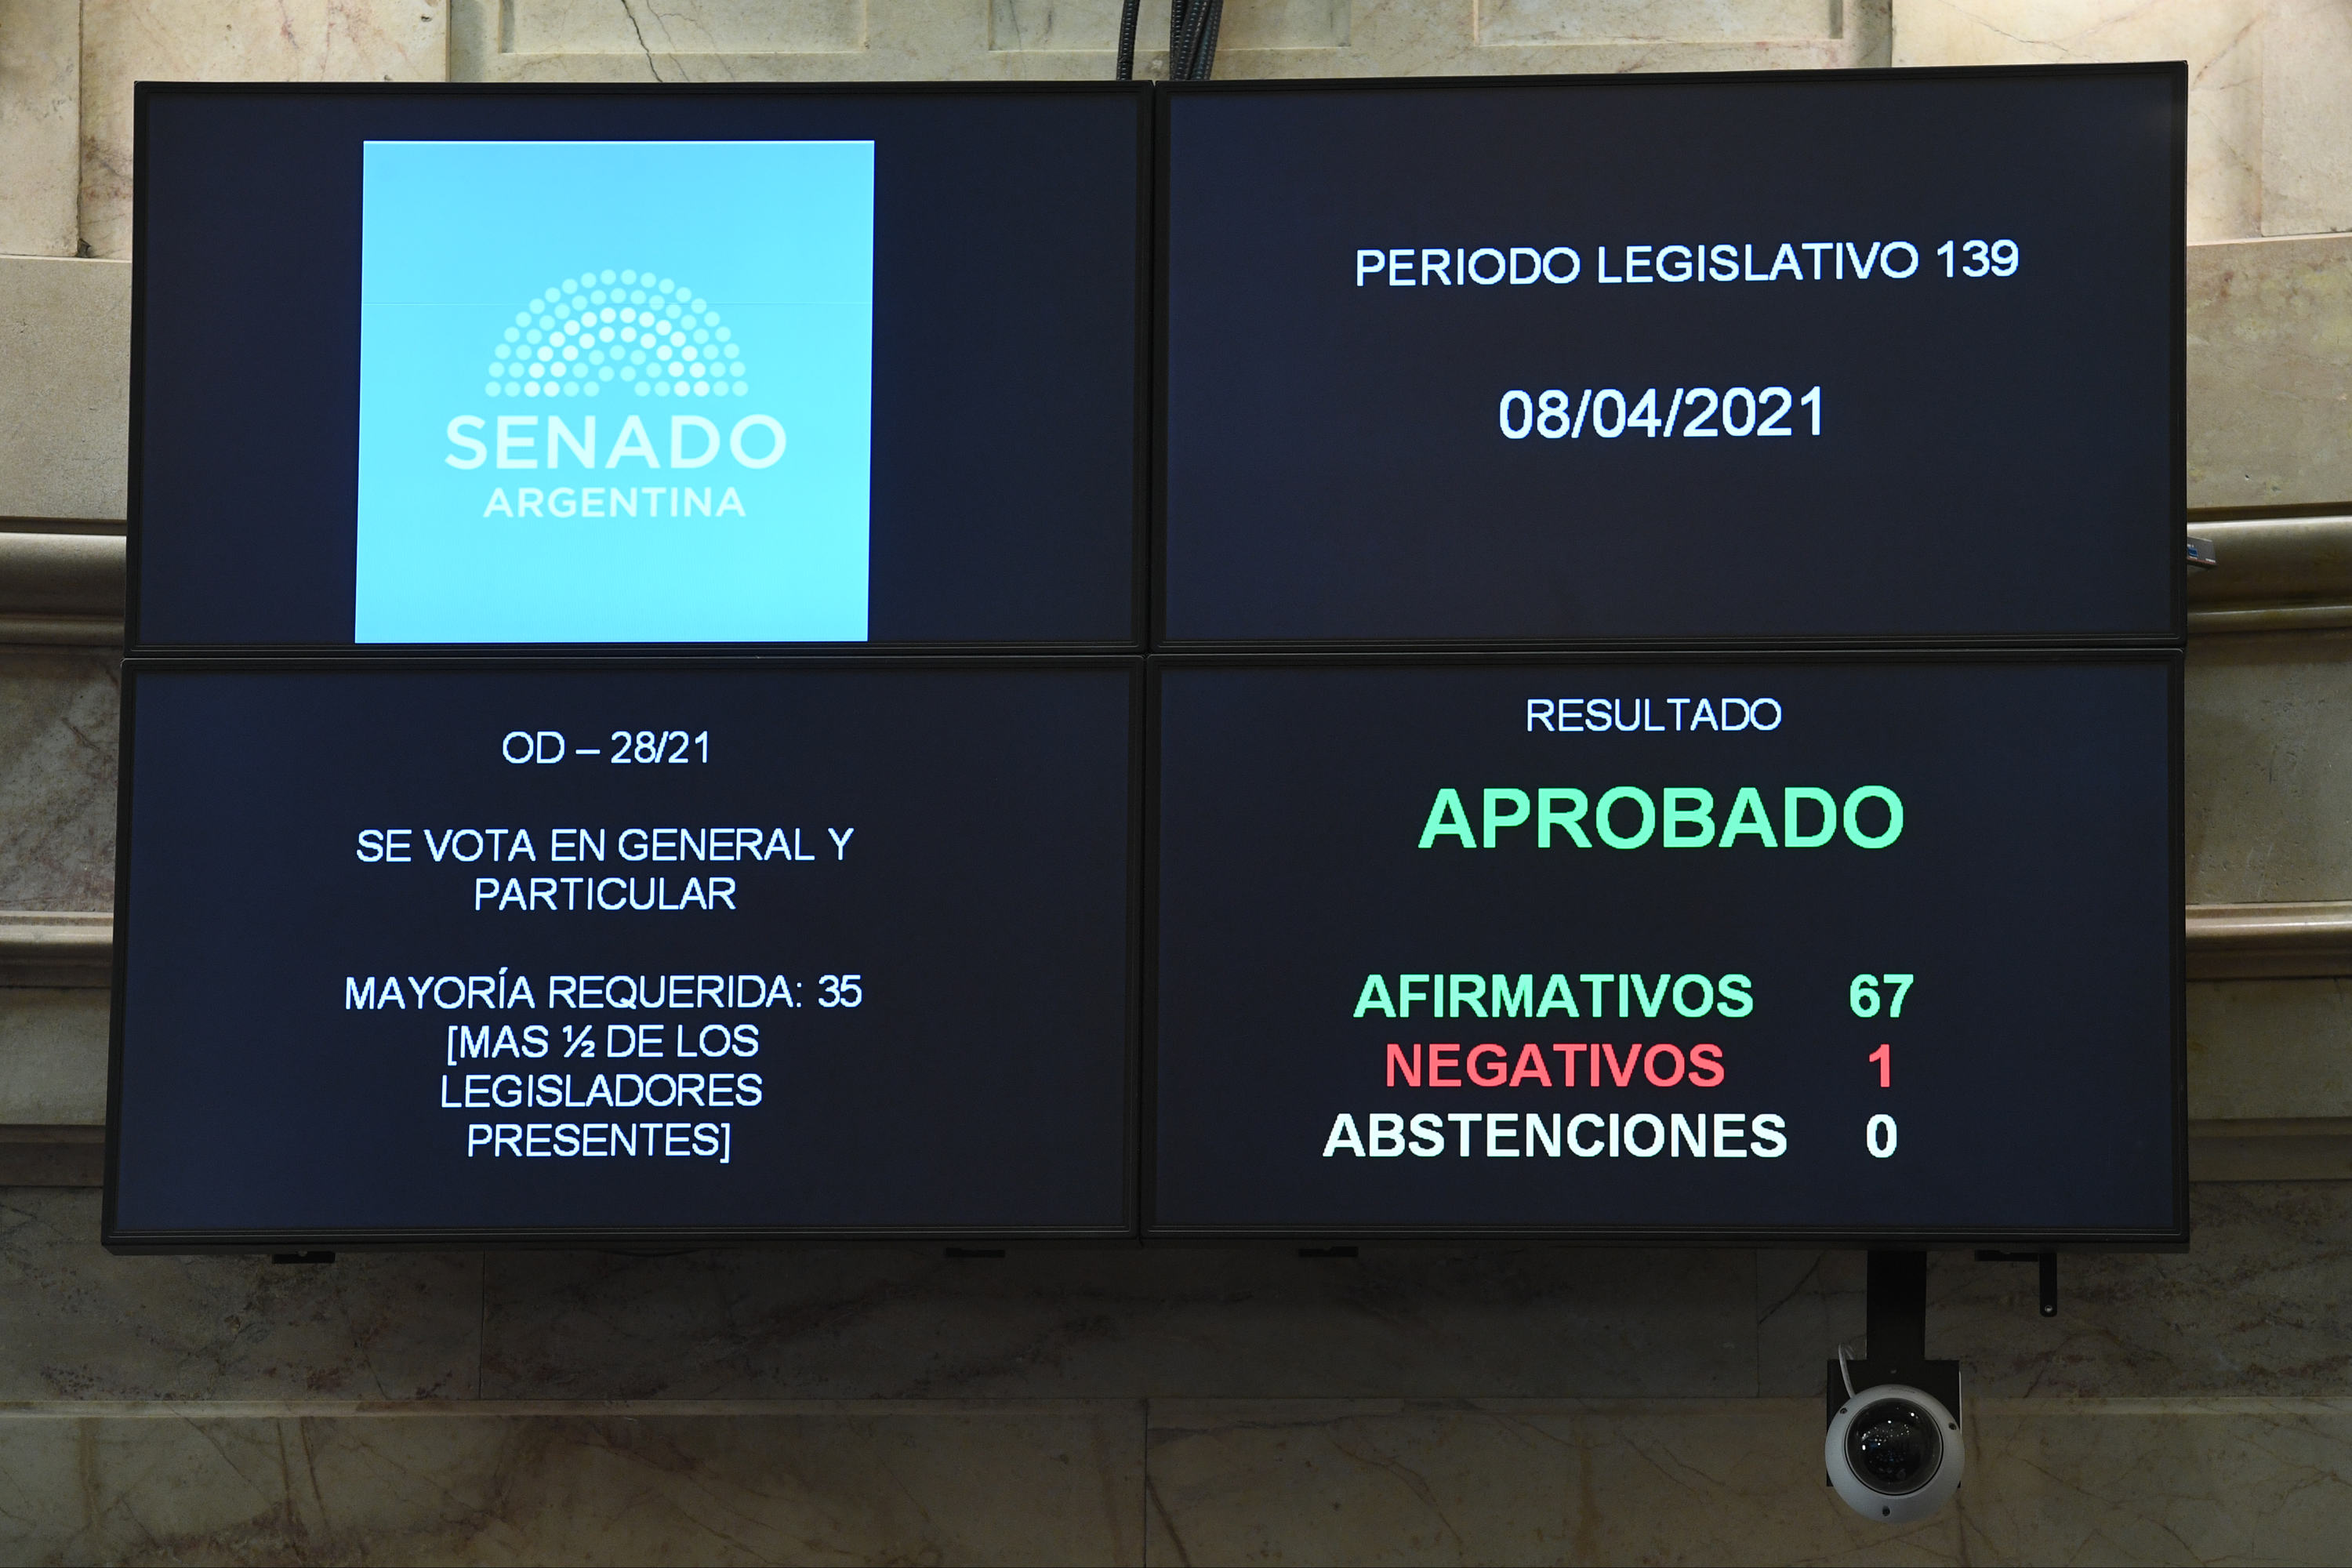 SENADO
ARGENTINA
PERIODO LEGISLATIVO 139
08/04/2021
OD – 28/21
SE VOTA EN GENERAL Y
PARTICULAR
MAYORÍA REQUERIDA: 35
[MAS ½ DE LOS
LEGISLADORES
PRESENTES]
RESULTADO
APROBADO
AFIRMATIVOS 67
NEGATIVOS 1
ABSTENCIONES 0